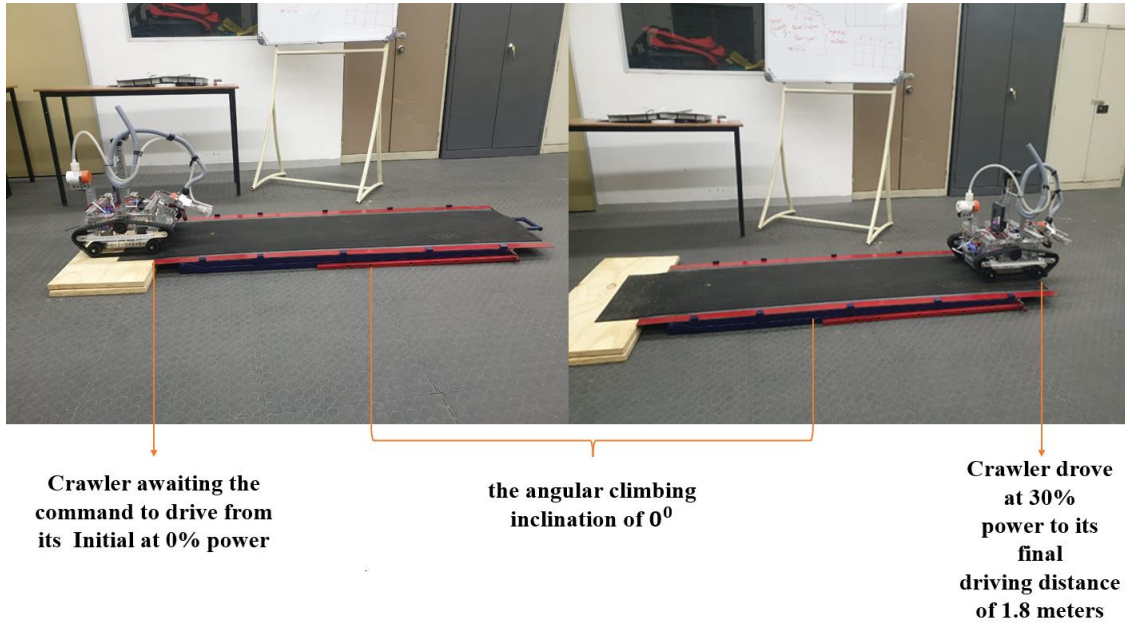 Crawler awaiting the
command to drive from
its Initial at 0% power
the angular climbing
inclination of 0⁰
Crawler drove
at 30%
power to its
final
driving distance
of 1.8 meters